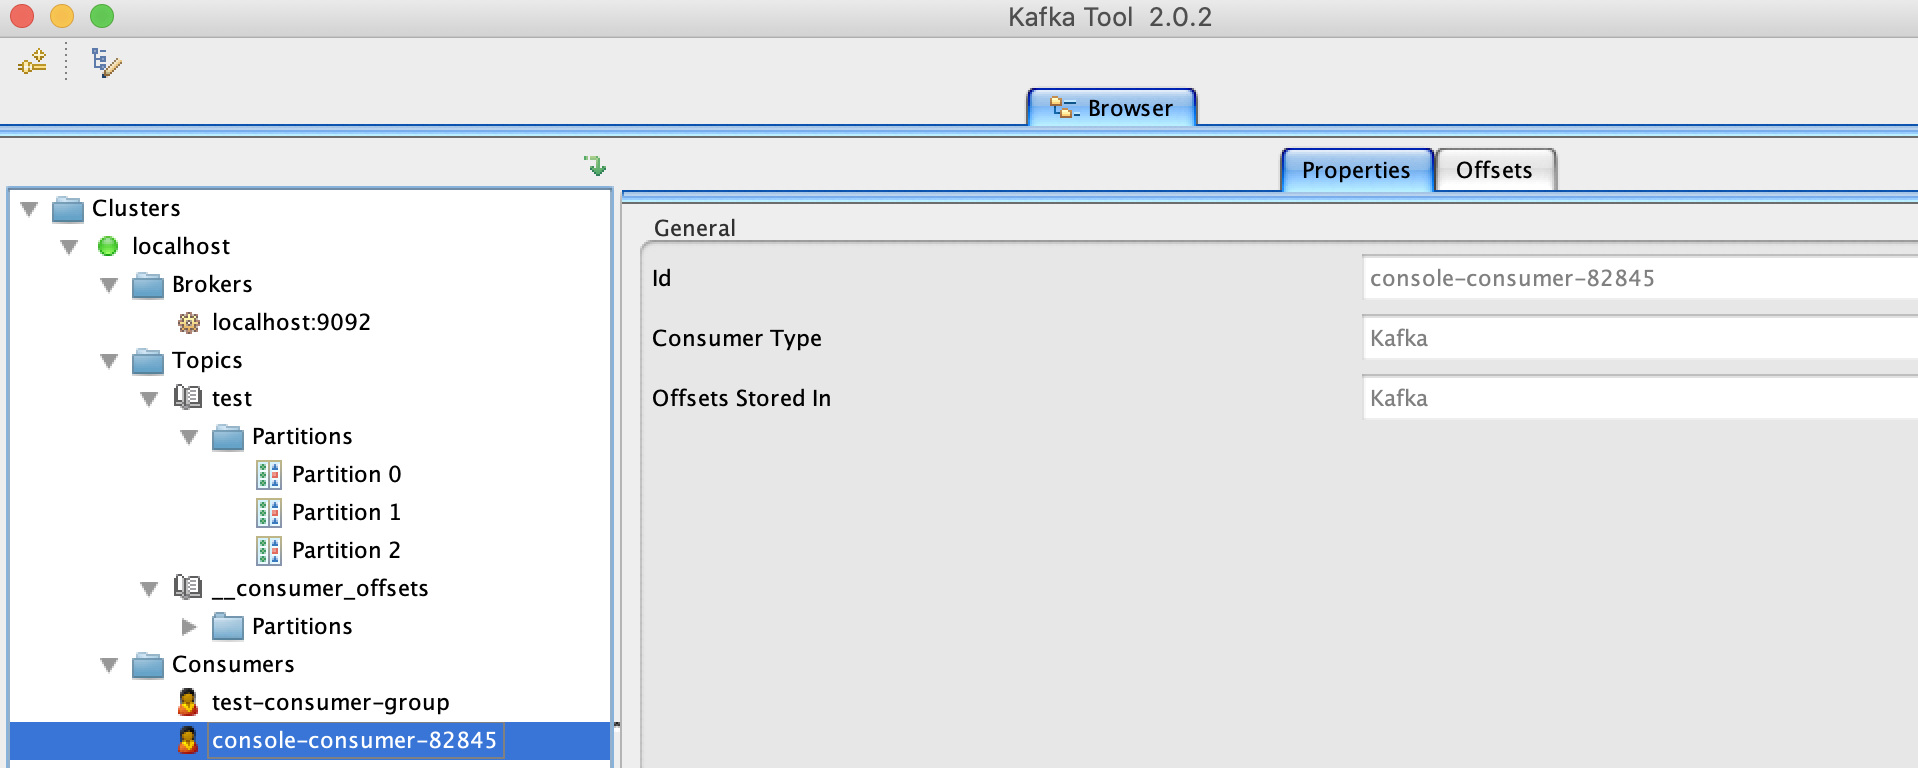 Kafka Tool 2.0.2
Browser
Properties Offsets
Clusters
localhost
Brokers
localhost:9092
Topics
test
Partitions
Partition 0
Partition 1
Partition 2
__consumer_offsets
Partitions
Consumers
test-consumer-group
console-consumer-82845
General
Id console-consumer-82845
Consumer Type Kafka
Offsets Stored In Kafka